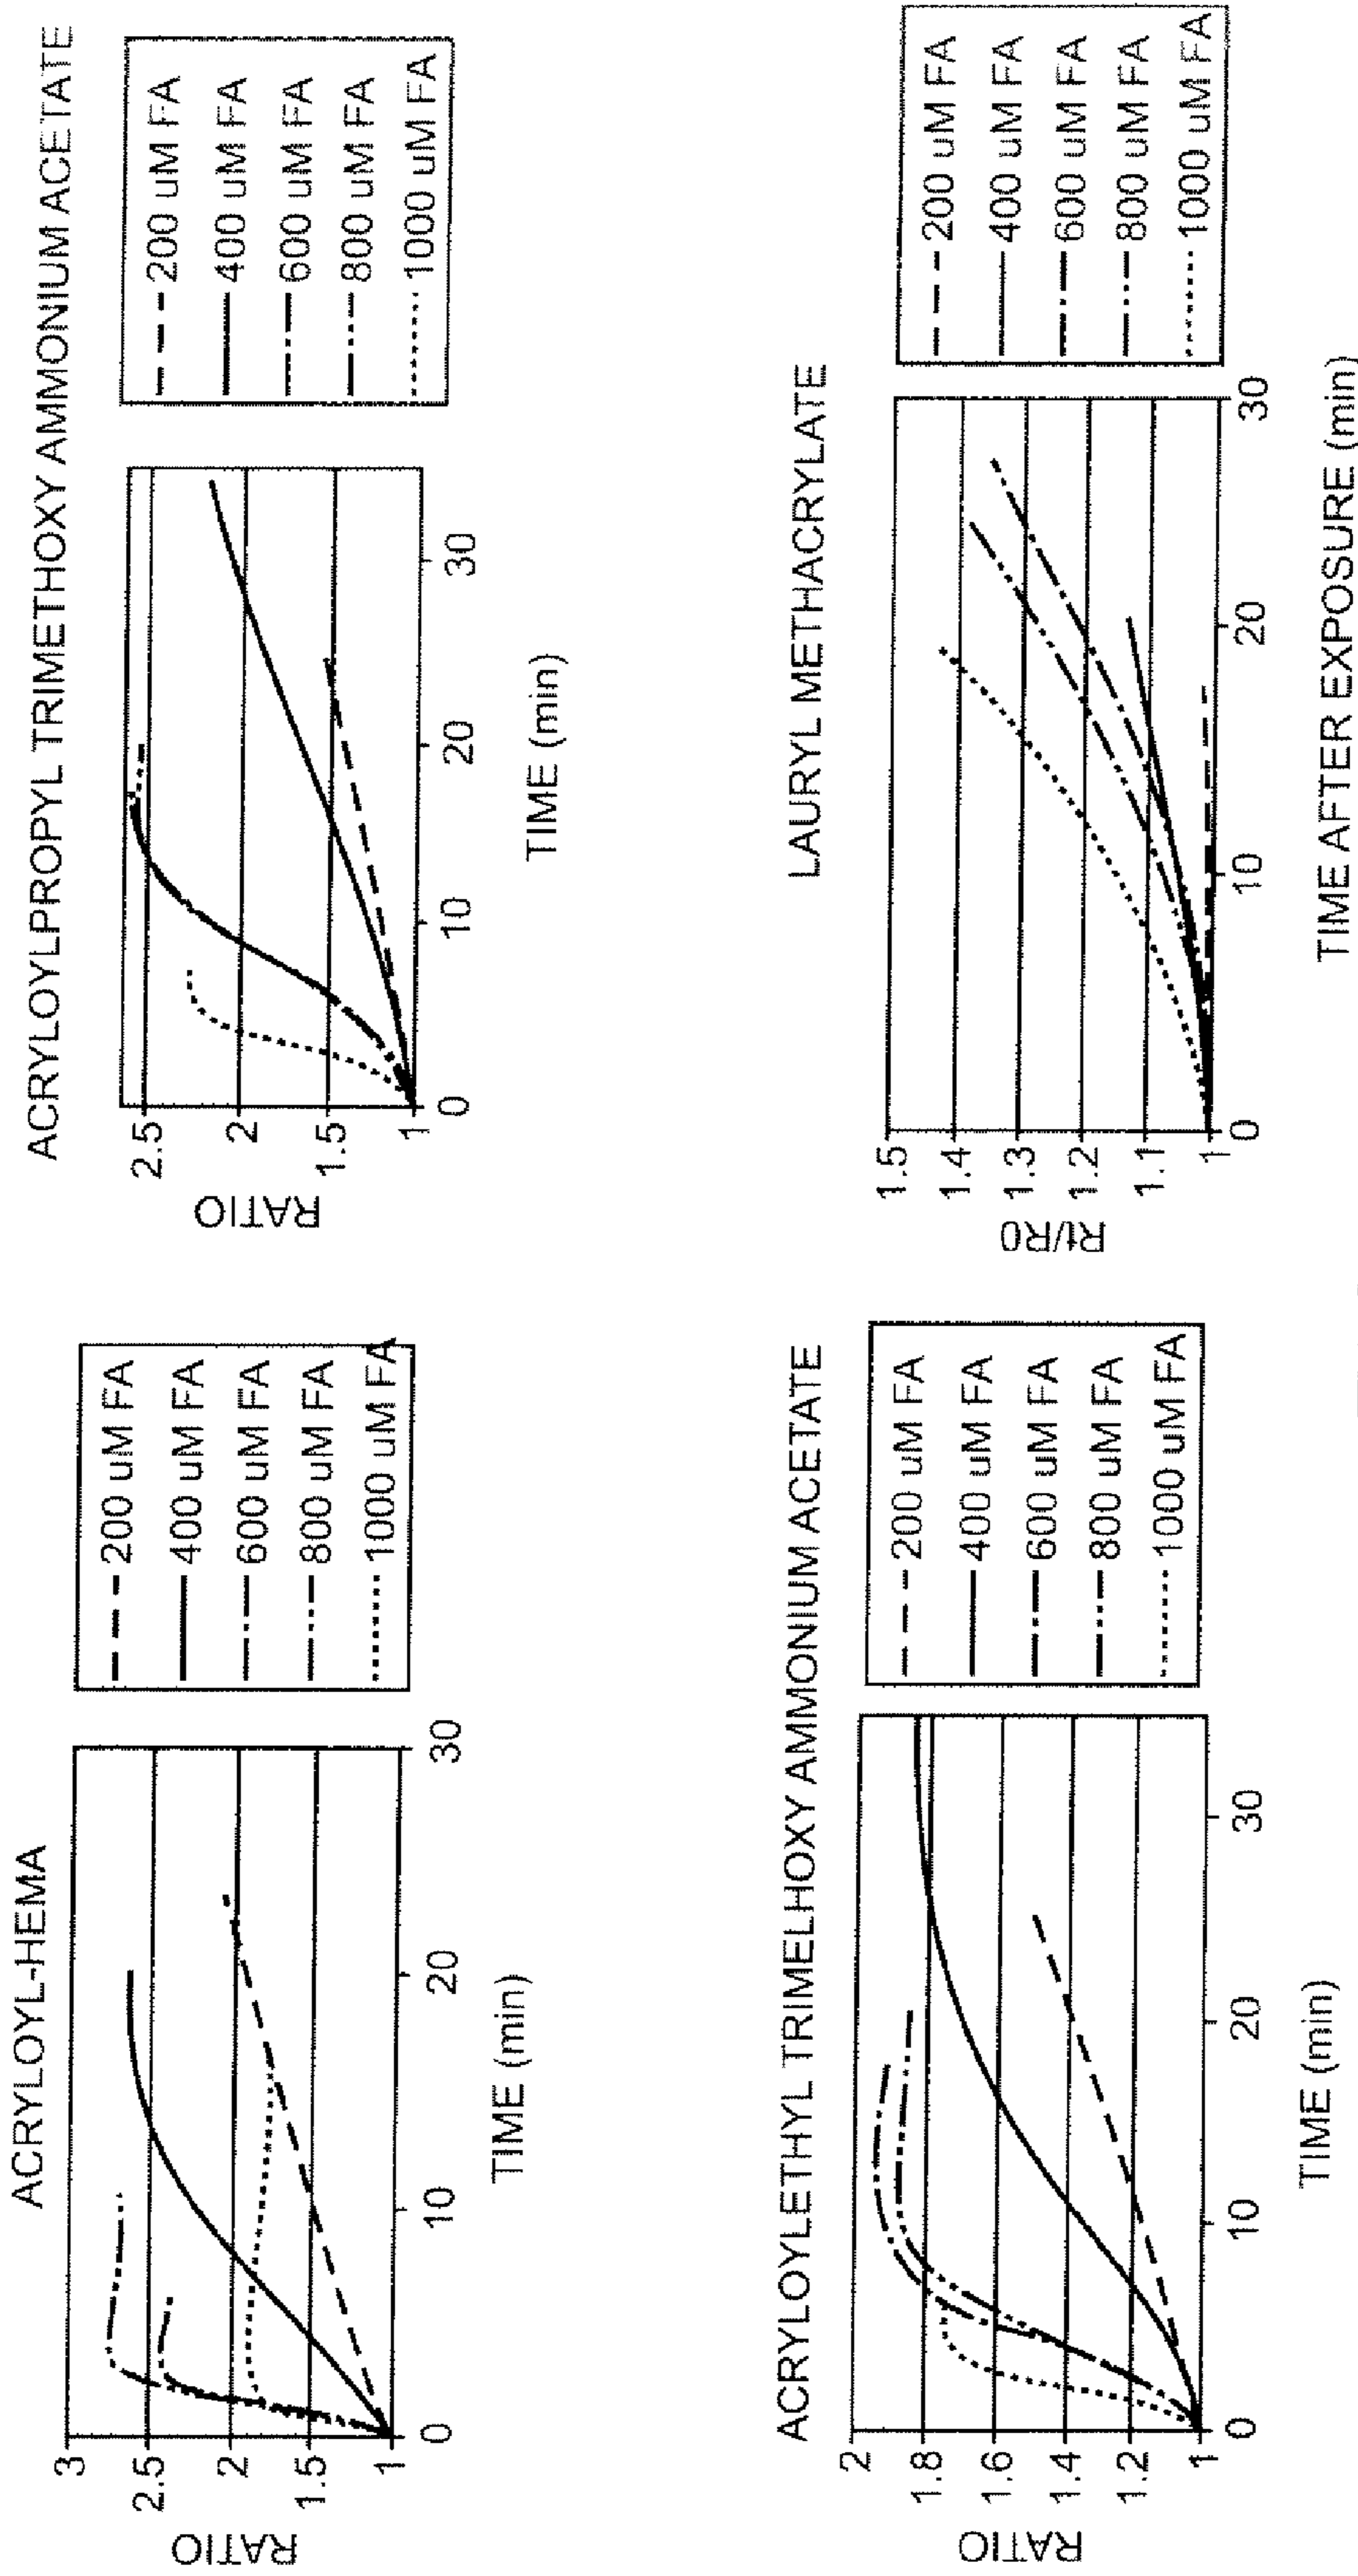 ACRYLOYL-HEMA
RATIO
3
2.5
2
1.5
1
0
10
20
30
TIME (min)
200 uM FA
400 uM FA
600 uM FA
800 uM FA
1000 uM FA
ACRYLOYLPROPYL TRIMETHOXY AMMONIUM ACETATE
RATIO
2.5
2
1.5
1
0
10
20
30
TIME (min)
200 uM FA
400 uM FA
600 uM FA
800 uM FA
1000 uM FA
ACRYLOYLETHYL TRIMELHOXY AMMONIUM ACETATE
RATIO
2
1.8
1.6
1.4
1.2
1
0
10
20
30
TIME (min)
200 uM FA
400 uM FA
600 uM FA
800 uM FA
1000 uM FA
LAURYL METHACRYLATE
Rt/R0
1.5
1.4
1.3
1.2
1.1
1
0
10
20
30
TIME AFTER EXPOSURE (min)
200 uM FA
400 uM FA
600 uM FA
800 uM FA
1000 uM FA